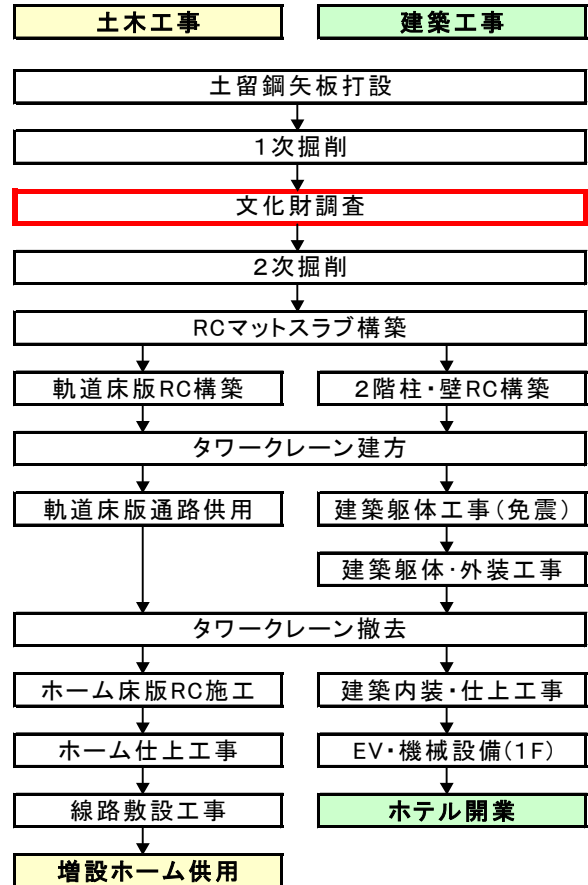 土木工事
建築工事
土留鋼矢板打設
1次掘削
文化財調査
2次掘削
RCマットスラブ構築
軌道床版RC構築
2階柱・壁RC構築
タワークレーン建方
軌道床版通路供用
建築躯体工事(免震)
建築躯体・外装工事
タワークレーン撤去
ホーム床版RC施工
建築内装・仕上工事
ホーム仕上工事
EV・機械設備(1F)
線路敷設工事
ホテル開業
増設ホーム供用